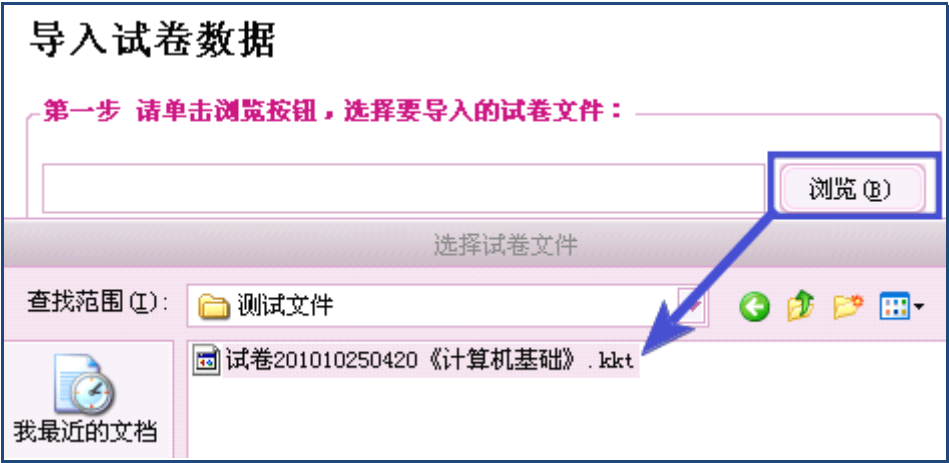 导入试卷数据
第一步 请单击浏览按钮，选择要导入的试卷文件：
浏览(B)
选择试卷文件
查找范围(I):
测试文件
试卷201010250420《计算机基础》.kkt
我最近的文档